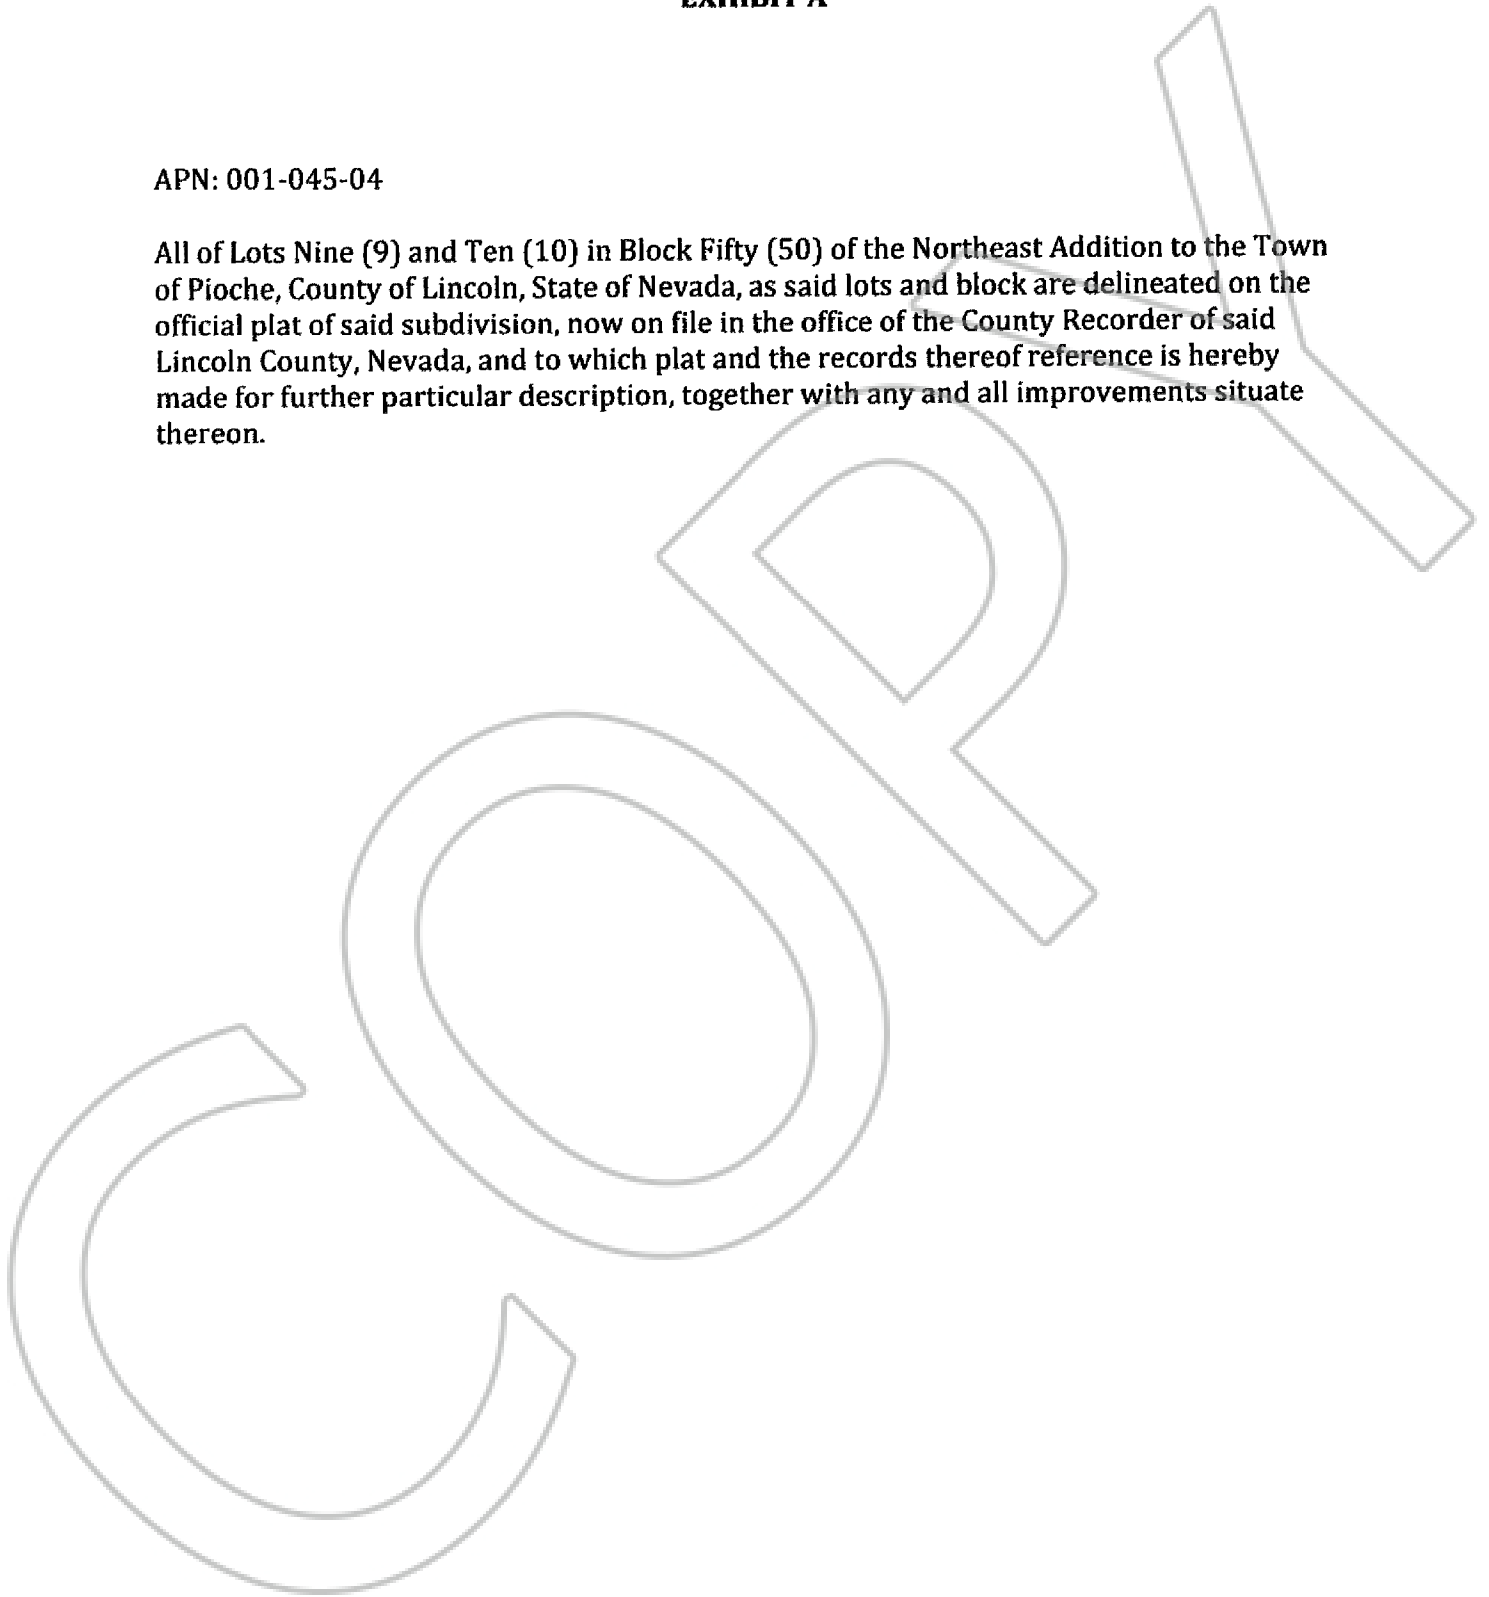 EXHIBIT A
APN: 001-045-04
All of Lots Nine (9) and Ten (10) in Block Fifty (50) of the Northeast Addition to the Town
of Pioche, County of Lincoln, State of Nevada, as said lots and block are delineated on the
official plat of said subdivision, now on file in the office of the County Recorder of said
Lincoln County, Nevada, and to which plat and the records thereof reference is hereby
made for further particular description, together with any and all improvements situate
thereon.
COPY